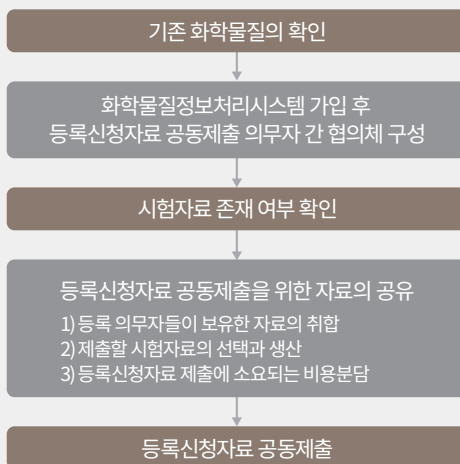 기존 화학물질의 확인
화학물질정보처리시스템 가입 후
등록신청자료 공동제출 의무자 간 협의체 구성
시험자료 존재 여부 확인
등록신청자료 공동제출을 위한 자료의 공유
1) 등록 의무자들이 보유한 자료의 취합
2) 제출할 시험자료의 선택과 생산
3) 등록신청자료 제출에 소요되는 비용분담
등록신청자료 공동제출